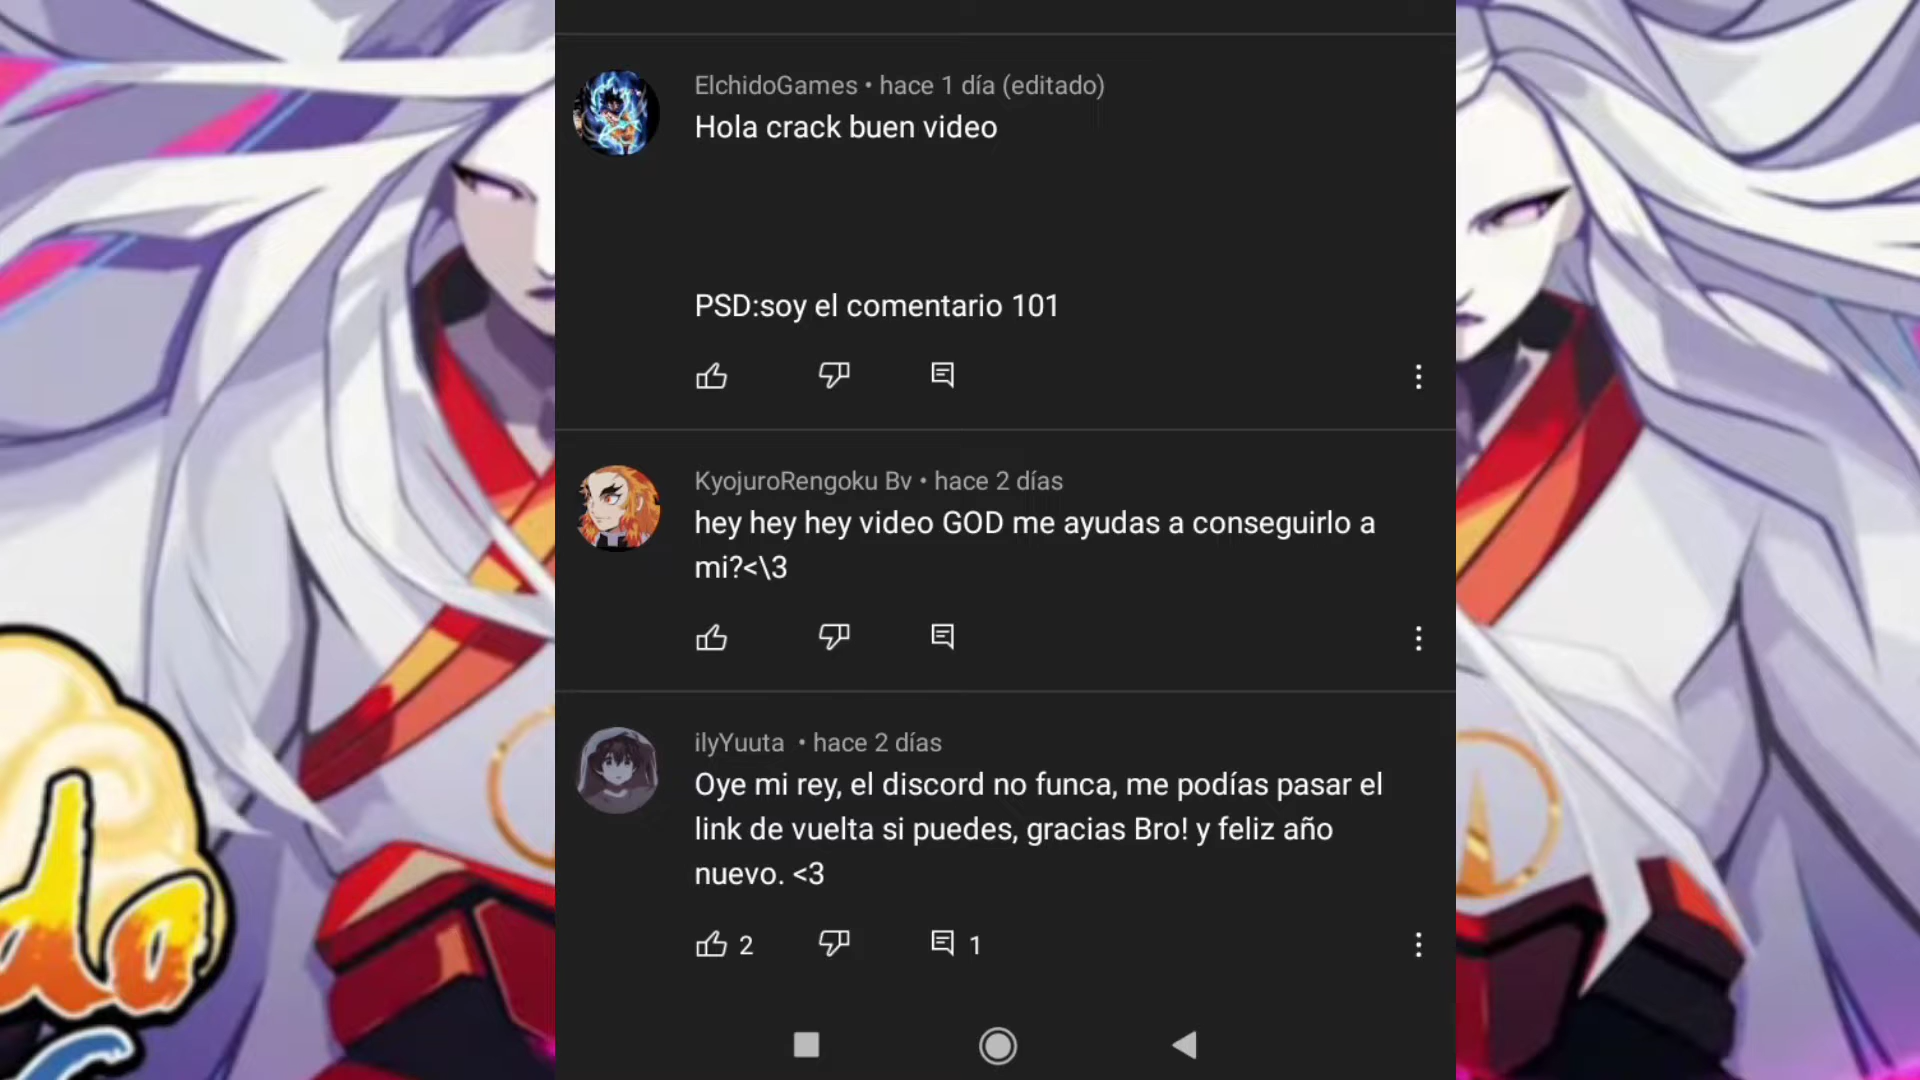 ElchidoGames • hace 1 día (editado)
Hola crack buen video
PSD:soy el comentario 101
KyojuroRengoku Bv • hace 2 días
hey hey hey video GOD me ayudas a conseguirlo a
mi?<\3
ilyYuuta • hace 2 días
Oye mi rey, el discord no funca, me podías pasar el
link de vuelta si puedes, gracias Bro! y feliz año
nuevo. <3
2
1
do